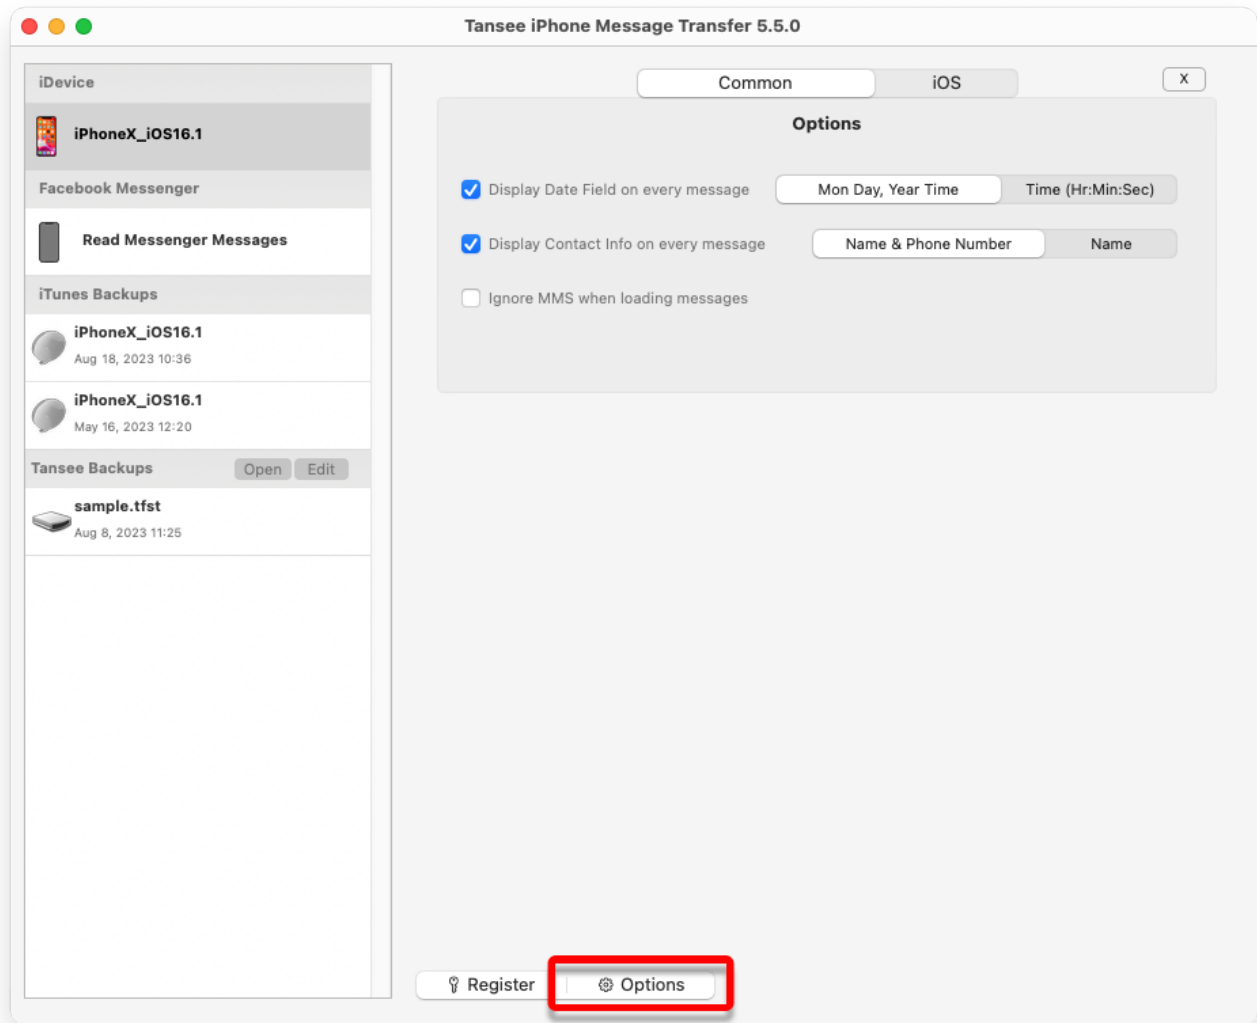 Tansee iPhone Message Transfer 5.5.0
iDevice
iPhoneX_iOS16.1
Facebook Messenger
Read Messenger Messages
iTunes Backups
iPhoneX_iOS16.1
Aug 18, 2023 10:36
iPhoneX_iOS16.1
May 16, 2023 12:20
Tansee Backups Open Edit
sample.tfst
Aug 8, 2023 11:25
Common iOS X
Options
Display Date Field on every message Mon Day, Year Time Time (Hr:Min:Sec)
Display Contact Info on every message Name & Phone Number Name
Ignore MMS when loading messages
Register Options